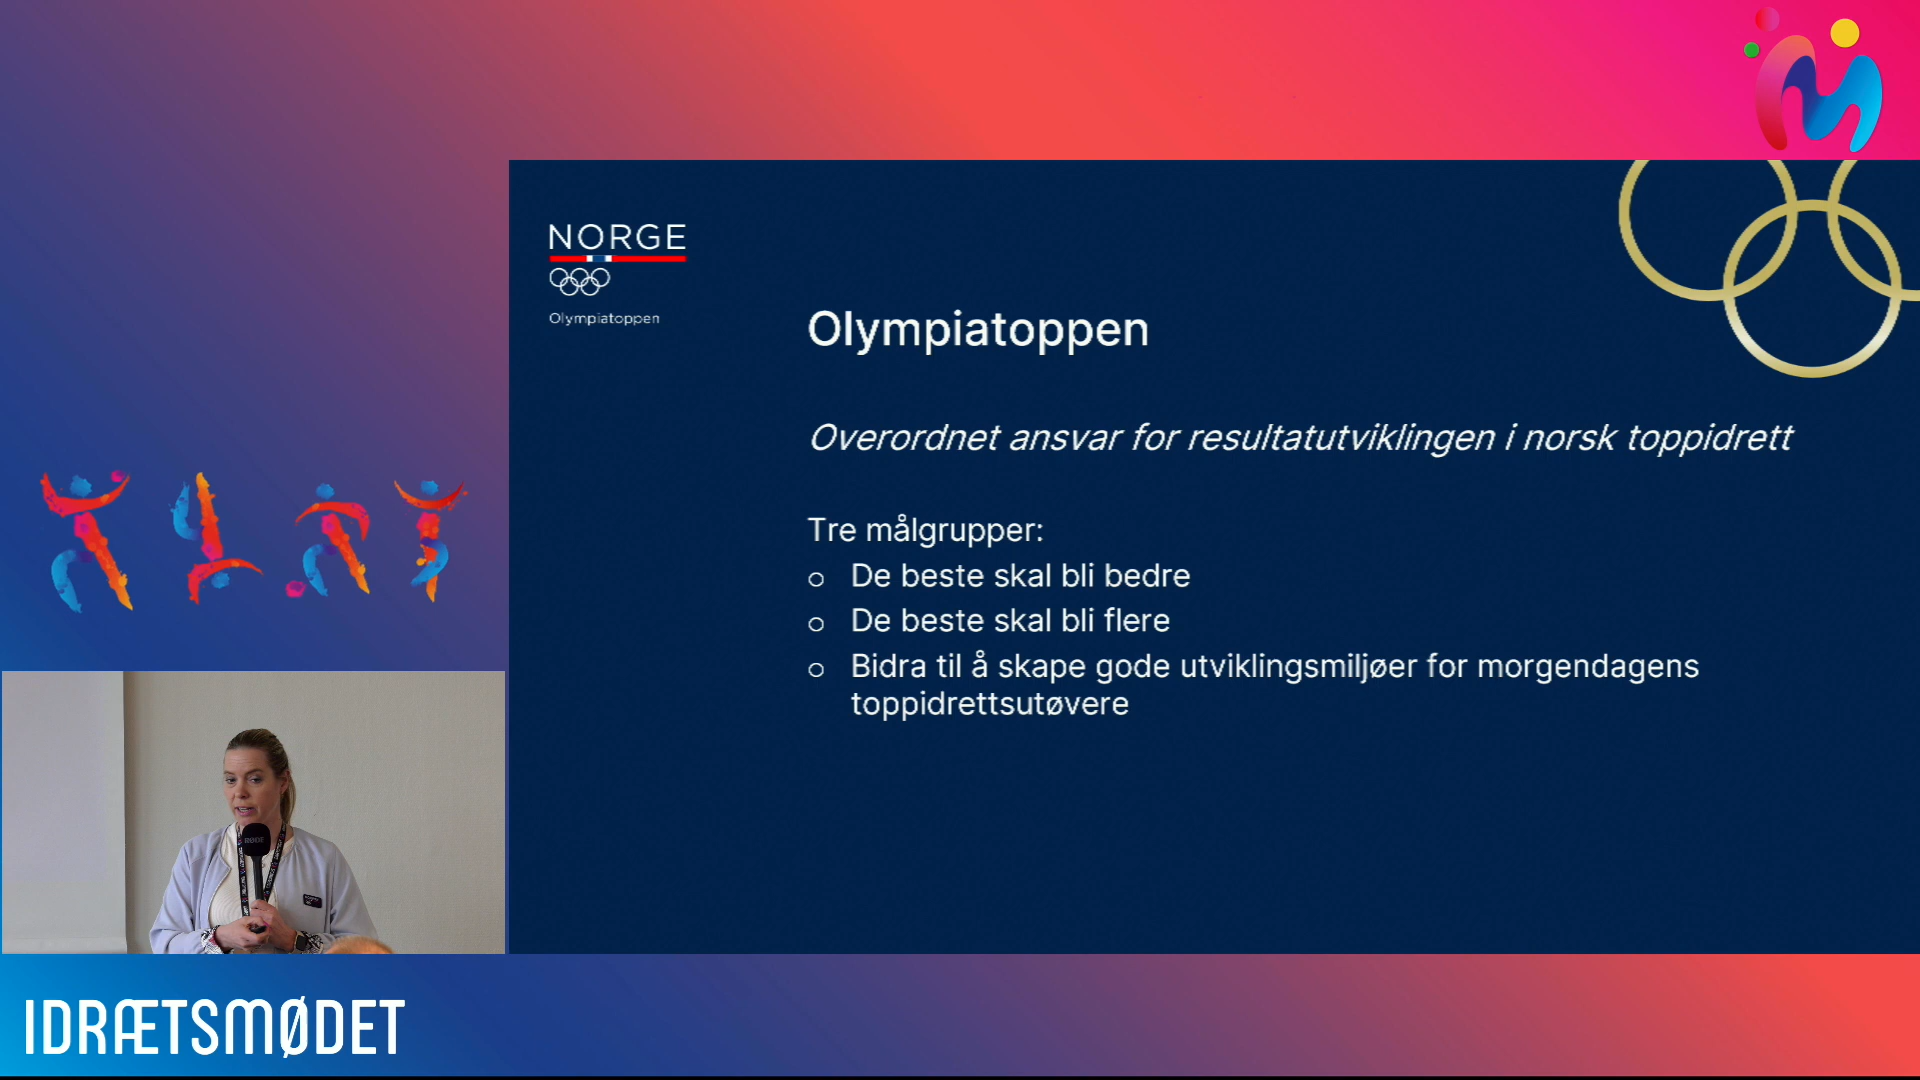 NORGE
Olympiatoppen
Olympiatoppen
Overordnet ansvar for resultatutviklingen i norsk toppidrett
Tre målgrupper:
o De beste skal bli bedre
o De beste skal bli flere
o Bidra til å skape gode utviklingsmiljøer for morgendagens
toppidrettsutøvere
RØDE
IDRÆTSMØDET